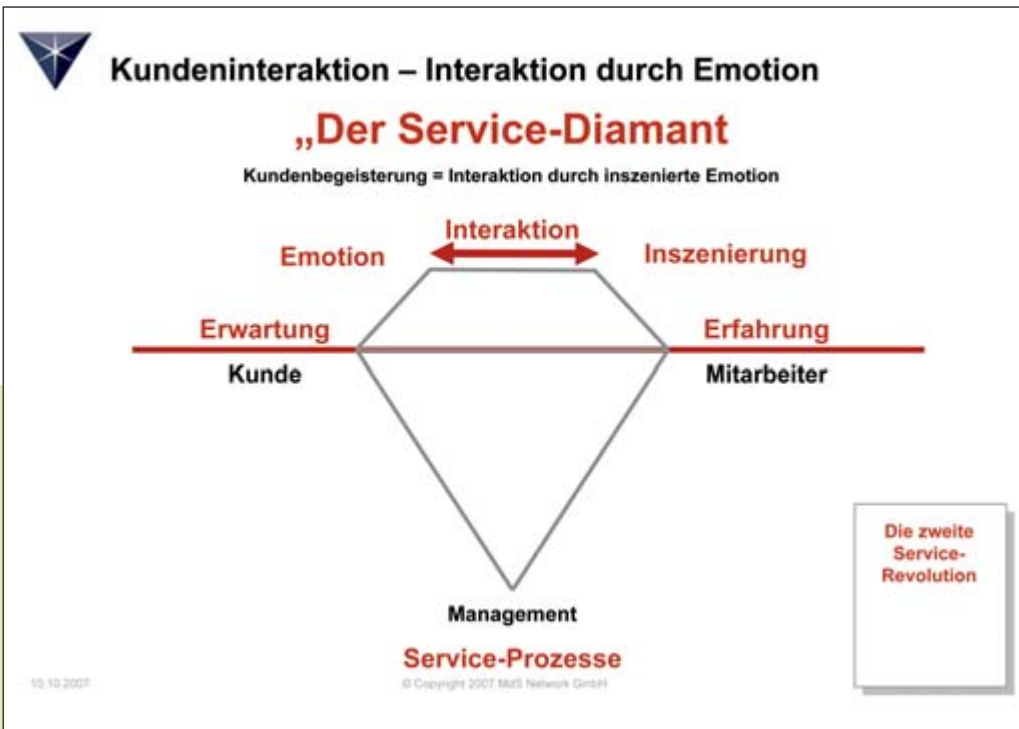 Kundeninteraktion – Interaktion durch Emotion
„Der Service-Diamant
Kundenbegeisterung = Interaktion durch inszenierte Emotion
Interaktion
Emotion
Inszenierung
Erwartung
Erfahrung
Kunde
Mitarbeiter
Die zweite
Service-
Revolution
Management
Service-Prozesse
10.10.2007
© Copyright 2007 MdS Network GmbH